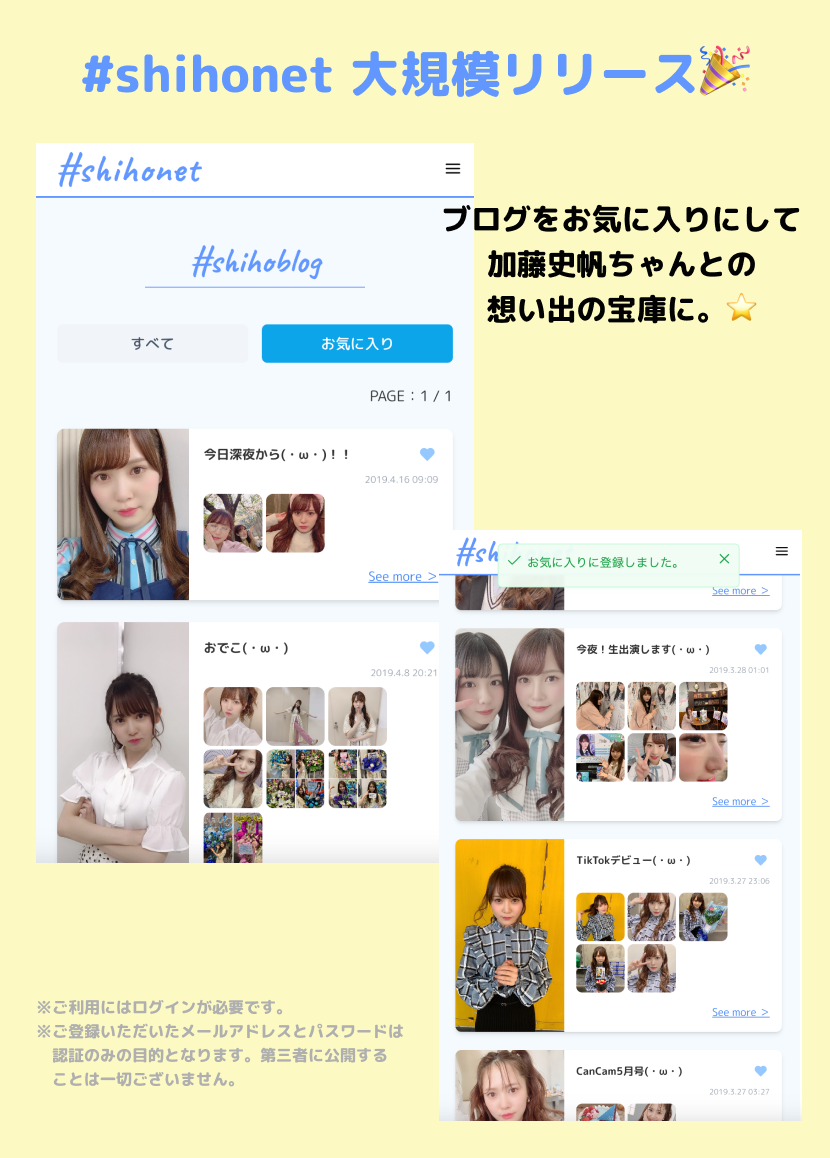 #shihonet 大規模リリース🎉
#shihonet
ブログをお気に入りにして
加藤史帆ちゃんとの
想い出の宝庫に。⭐
#shihoblog
すべて
お気に入り
PAGE：1 / 1
今日深夜から(・ω・)！！
2019.4.16 09:09
See more ＞
おでこ(・ω・)
2019.4.8 20:21
#sh
お気に入りに登録しました。
See more ＞
今夜！生出演します(・ω・)
2019.3.28 01:01
See more ＞
TikTokデビュー(・ω・)
2019.3.27 23:06
See more ＞
CanCam5月号(・ω・)
2019.3.27 03:27
※ご利用にはログインが必要です。
※ご登録いただいたメールアドレスとパスワードは
認証のみの目的となります。第三者に公開する
ことは一切ございません。